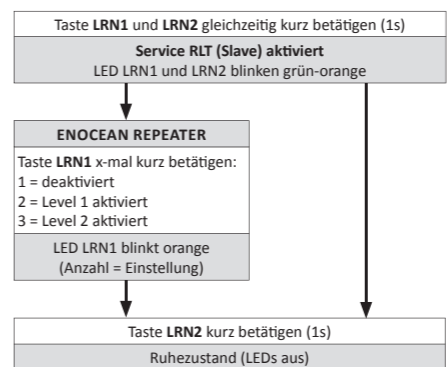 Taste LRN1 und LRN2 gleichzeitig kurz betätigen (1s)
Service RLT (Slave) aktiviert
LED LRN1 und LRN2 blinken grün-orange
ENOCEAN REPEATER
Taste LRN1 x-mal kurz betätigen:
1 = deaktiviert
2 = Level 1 aktiviert
3 = Level 2 aktiviert
LED LRN1 blinkt orange
(Anzahl = Einstellung)
Taste LRN2 kurz betätigen (1s)
Ruhezustand (LEDs aus)